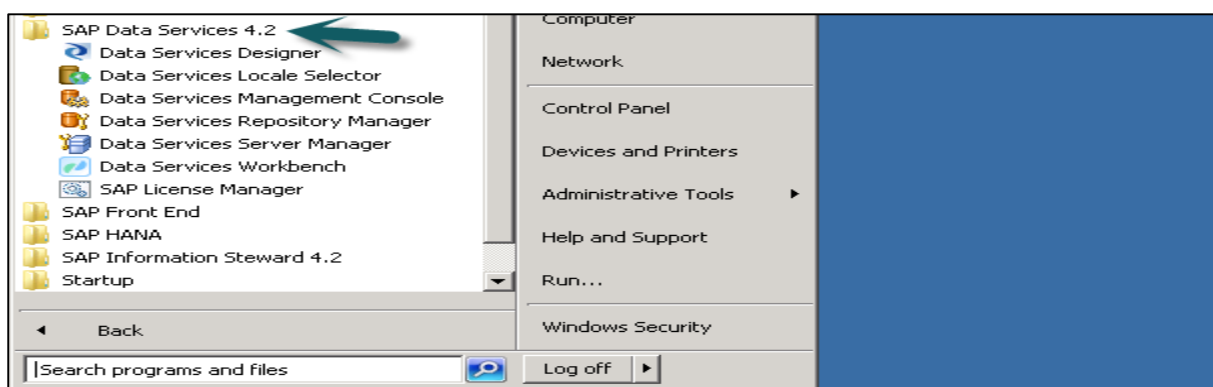 SAP Data Services 4.2
Data Services Designer
Data Services Locale Selector
Data Services Management Console
Data Services Repository Manager
Data Services Server Manager
Data Services Workbench
SAP License Manager
SAP Front End
SAP HANA
SAP Information Steward 4.2
Startup
Back
Search programs and files
Computer
Network
Control Panel
Devices and Printers
Administrative Tools
Help and Support
Run...
Windows Security
Log off